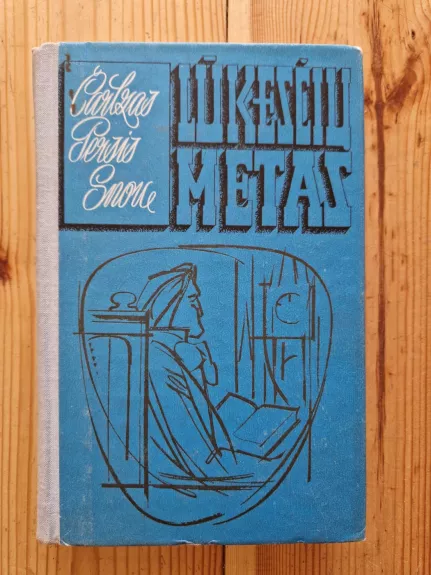 Čarlzas
Persis
Snou
LŪKESČIŲ
METAS